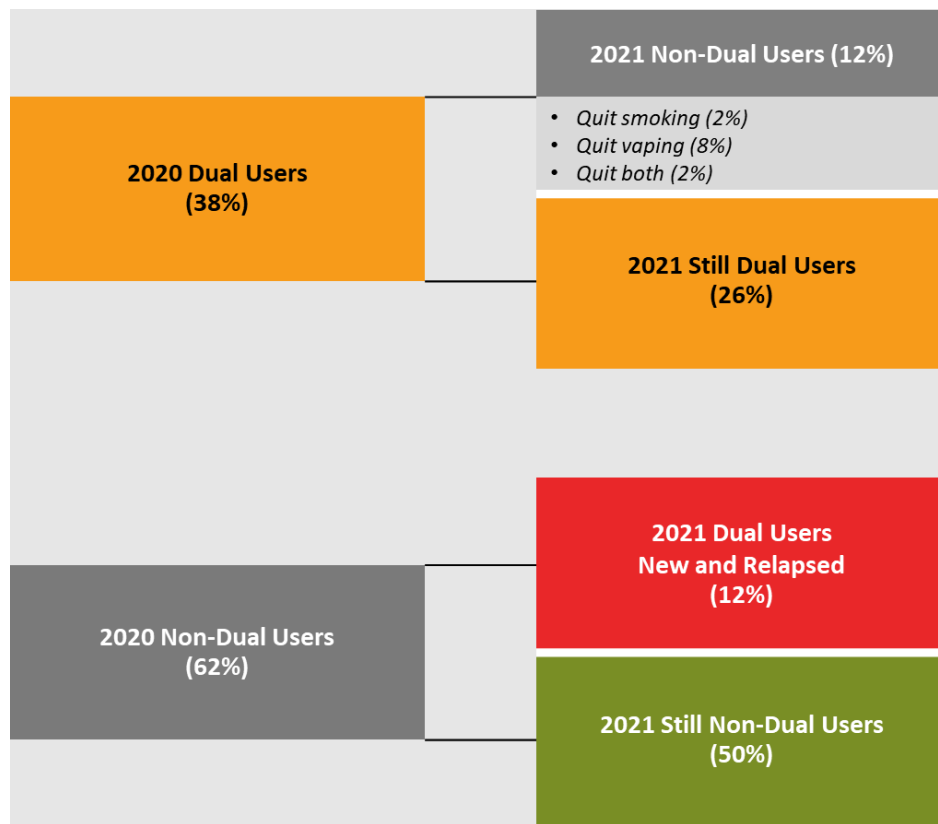 2021 Non-Dual Users (12%)
• Quit smoking (2%)
• Quit vaping (8%)
• Quit both (2%)
2020 Dual Users
(38%)
2021 Still Dual Users
(26%)
2021 Dual Users
New and Relapsed
(12%)
2020 Non-Dual Users
(62%)
2021 Still Non-Dual Users
(50%)